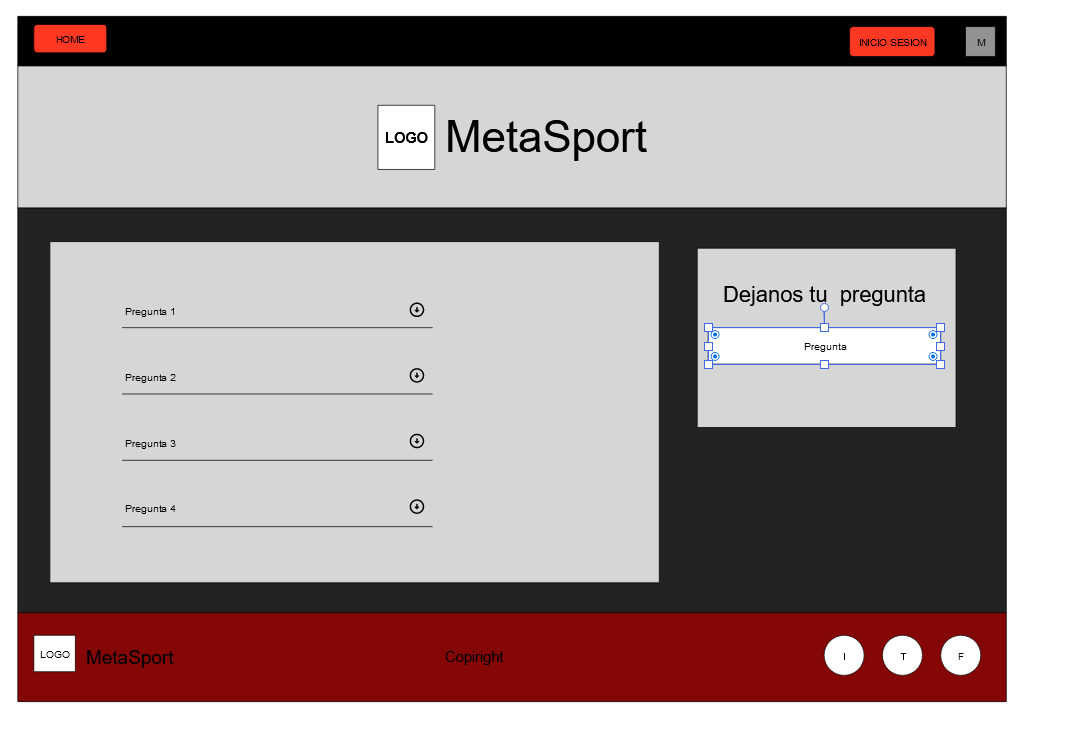 HOME
INICIO SESION
M
LOGO
MetaSport
Pregunta 1
Pregunta 2
Pregunta 3
Pregunta 4
Dejanos tu  pregunta
Pregunta
LOGO
MetaSport
Copiright
I
T
F